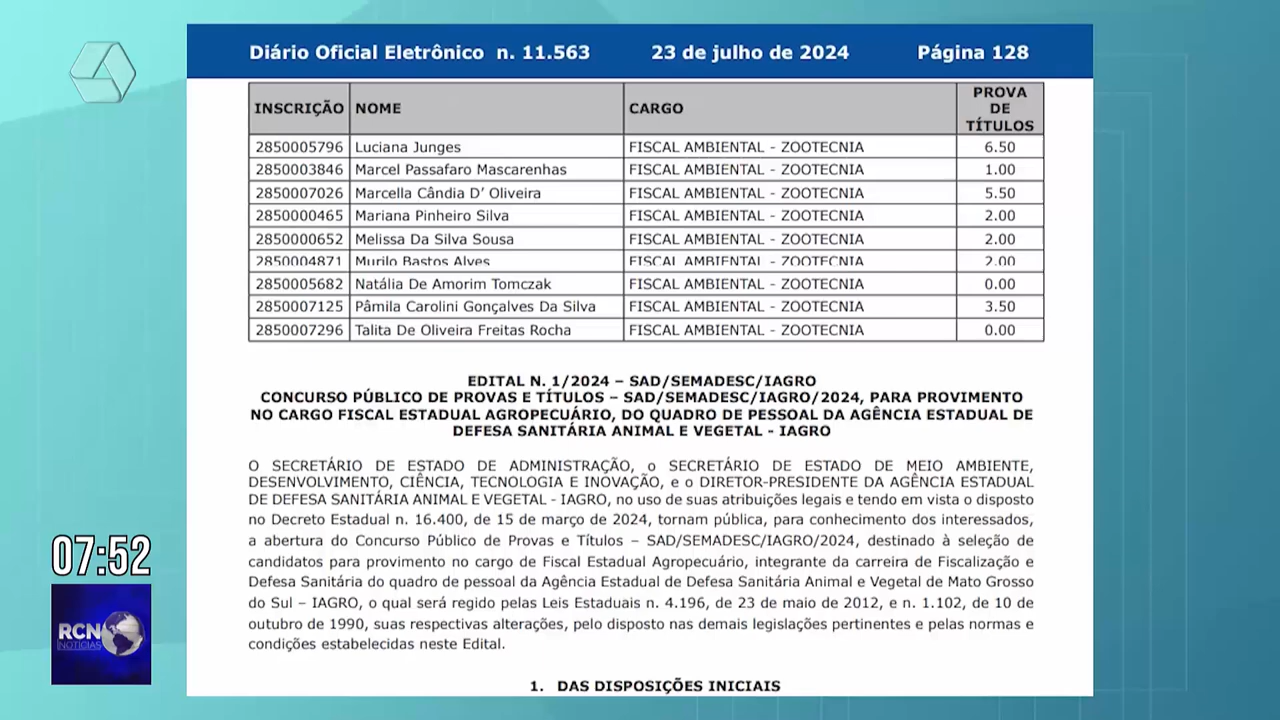 Diário Oficial Eletrônico n. 11.563 23 de julho de 2024 Página 128
INSCRIÇÃO NOME CARGO PROVA DE TÍTULOS
2850005796 Luciana Junges FISCAL AMBIENTAL - ZOOTECNIA 6.50
2850003846 Marcel Passafaro Mascarenhas FISCAL AMBIENTAL - ZOOTECNIA 1.00
2850007026 Marcella Cândia D’ Oliveira FISCAL AMBIENTAL - ZOOTECNIA 5.50
2850000465 Mariana Pinheiro Silva FISCAL AMBIENTAL - ZOOTECNIA 2.00
2850000652 Melissa Da Silva Sousa FISCAL AMBIENTAL - ZOOTECNIA 2.00
2850004871 Murilo Bastos Alves FISCAL AMBIENTAL - ZOOTECNIA 2.00
2850005682 Natália De Amorim Tomczak FISCAL AMBIENTAL - ZOOTECNIA 0.00
2850007125 Pâmila Carolini Gonçalves Da Silva FISCAL AMBIENTAL - ZOOTECNIA 3.50
2850007296 Talita De Oliveira Freitas Rocha FISCAL AMBIENTAL - ZOOTECNIA 0.00
EDITAL N. 1/2024 – SAD/SEMADESC/IAGRO
CONCURSO PÚBLICO DE PROVAS E TÍTULOS – SAD/SEMADESC/IAGRO/2024, PARA PROVIMENTO
NO CARGO FISCAL ESTADUAL AGROPECUÁRIO, DO QUADRO DE PESSOAL DA AGÊNCIA ESTADUAL DE
DEFESA SANITÁRIA ANIMAL E VEGETAL - IAGRO
O SECRETÁRIO DE ESTADO DE ADMINISTRAÇÃO, o SECRETÁRIO DE ESTADO DE MEIO AMBIENTE,
DESENVOLVIMENTO, CIÊNCIA, TECNOLOGIA E INOVAÇÃO, e o DIRETOR-PRESIDENTE DA AGÊNCIA ESTADUAL
DE DEFESA SANITÁRIA ANIMAL E VEGETAL - IAGRO, no uso de suas atribuições legais e tendo em vista o disposto
no Decreto Estadual n. 16.400, de 15 de março de 2024, tornam pública, para conhecimento dos interessados,
a abertura do Concurso Público de Provas e Títulos – SAD/SEMADESC/IAGRO/2024, destinado à seleção de
candidatos para provimento no cargo de Fiscal Estadual Agropecuário, integrante da carreira de Fiscalização e
Defesa Sanitária do quadro de pessoal da Agência Estadual de Defesa Sanitária Animal e Vegetal de Mato Grosso
do Sul – IAGRO, o qual será regido pelas Leis Estaduais n. 4.196, de 23 de maio de 2012, e n. 1.102, de 10 de
outubro de 1990, suas respectivas alterações, pelo disposto nas demais legislações pertinentes e pelas normas e
condições estabelecidas neste Edital.
1. DAS DISPOSIÇÕES INICIAIS
07:52
RCN
NOTÍCIAS